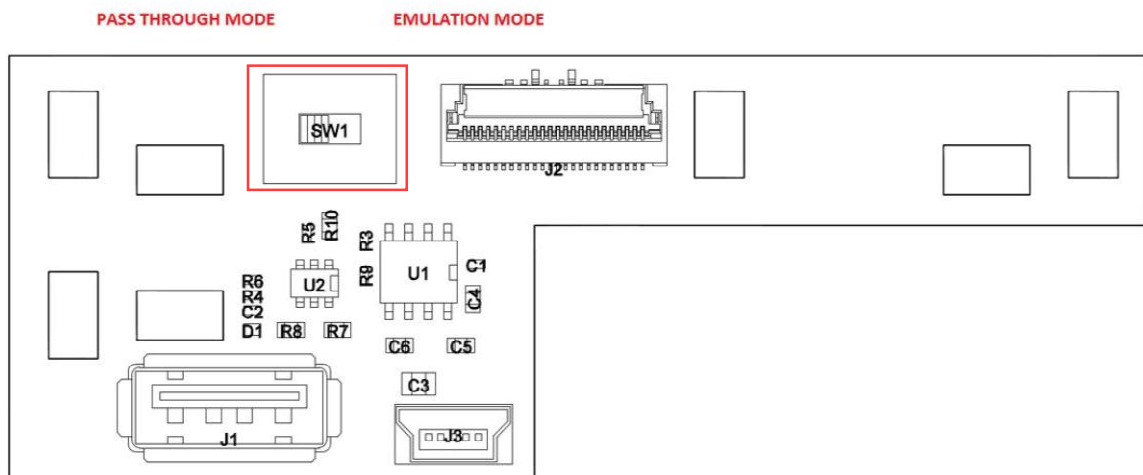 PASS THROUGH MODE
EMULATION MODE
SW1
J2
R5
R10
R3
R9
U1
C1
C4
U2
R6
R4
C2
D1
R8
R7
C6
C5
C3
J1
J3